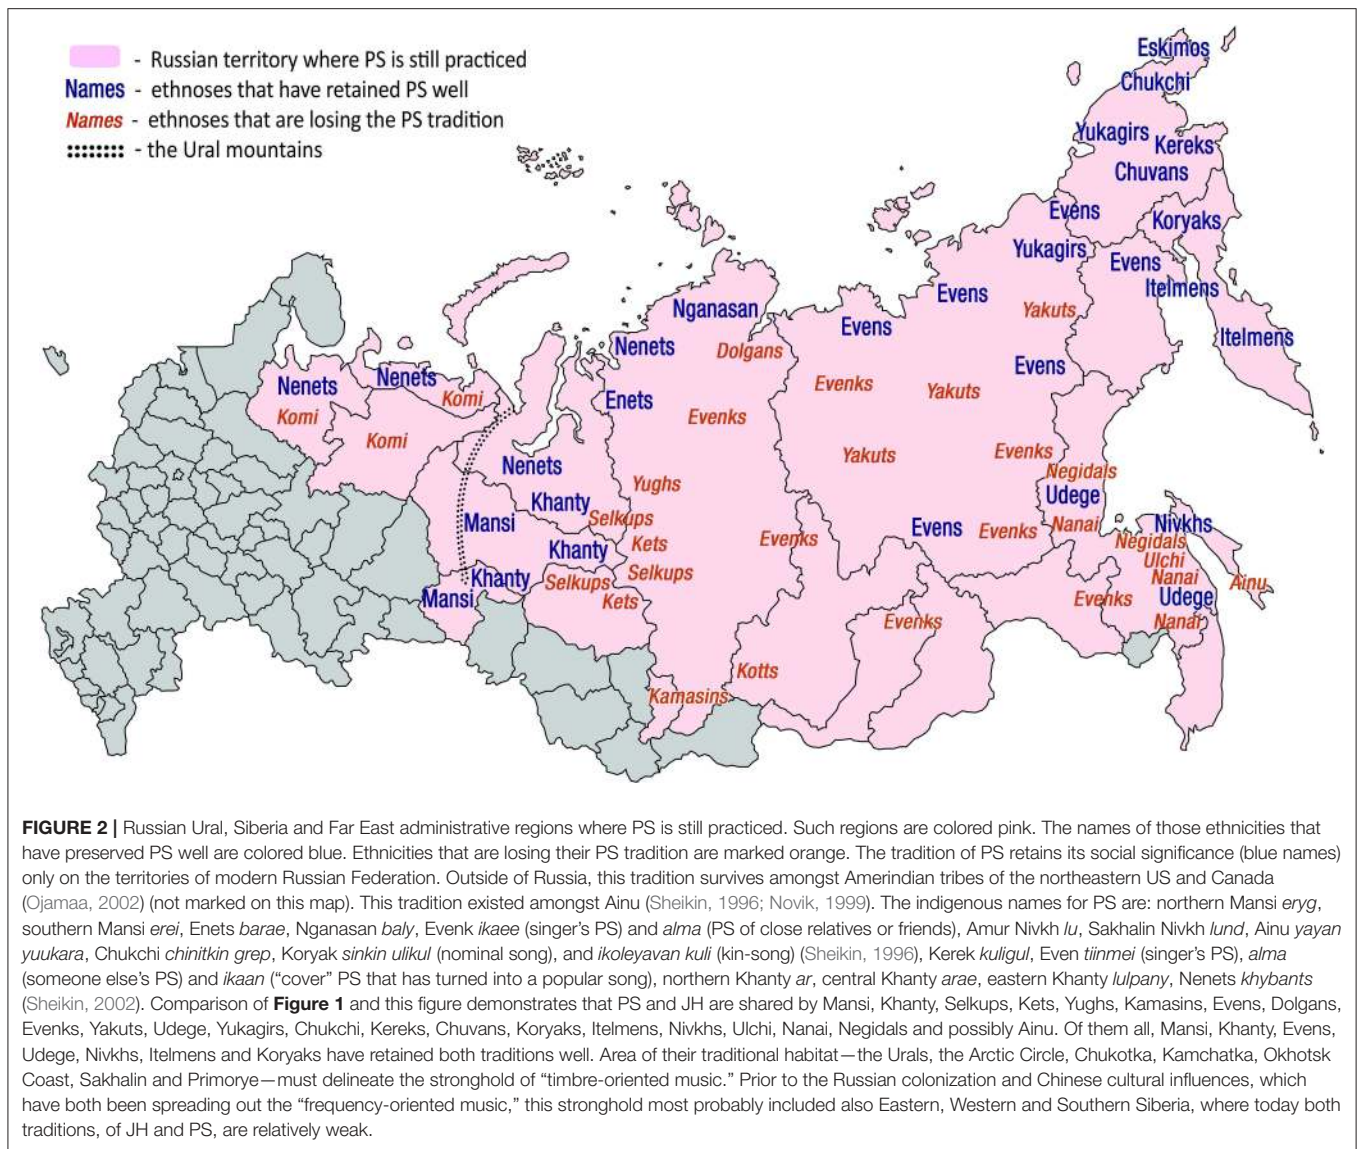 - Russian territory where PS is still practiced
Names - ethnoses that have retained PS well
Names - ethnoses that are losing the PS tradition
- the Ural mountains
Eskimos
Chukchi
Yukagirs
Kereks
Chuvans
Evens
Koryaks
Yukagirs
Evens
Itelmens
Evens
Yakuts
Nganasan
Evens
Itelmens
Nenets
Dolgans
Evens
Nenets
Nenets
Komi
Komi
Komi
Enets
Evenks
Evenks
Yakuts
Yakuts
Evenks
Nenets
Yughs
Negidals
Udege
Khanty
Selkups
Mansi
Evens
Evenks
Nanai
Nivkhs
Kets
Evenks
Negidals
Khanty
Ulchi
Khanty
Selkups
Selkups
Nanai
Ainu
Mansi
Kets
Evenks
Udege
Evenks
Nanai
Kotts
Kamasins
FIGURE 2 | Russian Ural, Siberia and Far East administrative regions where PS is still practiced. Such regions are colored pink. The names of those ethnicities that
have preserved PS well are colored blue. Ethnicities that are losing their PS tradition are marked orange. The tradition of PS retains its social significance (blue names)
only on the territories of modern Russian Federation. Outside of Russia, this tradition survives amongst Amerindian tribes of the northeastern US and Canada
(Ojamaa, 2002) (not marked on this map). This tradition existed amongst Ainu (Sheikin, 1996; Novik, 1999). The indigenous names for PS are: northern Mansi eryg,
southern Mansi erei, Enets barae, Nganasan baly, Evenk ikaee (singer's PS) and alma (PS of close relatives or friends), Amur Nivkh lu, Sakhalin Nivkh lund, Ainu yayan
yuukara, Chukchi chinitkin grep, Koryak sinkin ulikul (nominal song), and ikoleyavan kuli (kin-song) (Sheikin, 1996), Kerek kuligul, Even tiinmei (singer's PS), alma
(someone else's PS) and ikaan ("cover" PS that has turned into a popular song), northern Khanty ar, central Khanty arae, eastern Khanty lulpany, Nenets khybants
(Sheikin, 2002). Comparison of Figure 1 and this figure demonstrates that PS and JH are shared by Mansi, Khanty, Selkups, Kets, Yughs, Kamasins, Evens, Dolgans,
Evenks, Yakuts, Udege, Yukagirs, Chukchi, Kereks, Chuvans, Koryaks, Itelmens, Nivkhs, Ulchi, Nanai, Negidals and possibly Ainu. Of them all, Mansi, Khanty, Evens,
Udege, Nivkhs, Itelmens and Koryaks have retained both traditions well. Area of their traditional habitat—the Urals, the Arctic Circle, Chukotka, Kamchatka, Okhotsk
Coast, Sakhalin and Primorye—must delineate the stronghold of "timbre-oriented music." Prior to the Russian colonization and Chinese cultural influences, which
have both been spreading out the "frequency-oriented music," this stronghold most probably included also Eastern, Western and Southern Siberia, where today both
traditions, of JH and PS, are relatively weak.